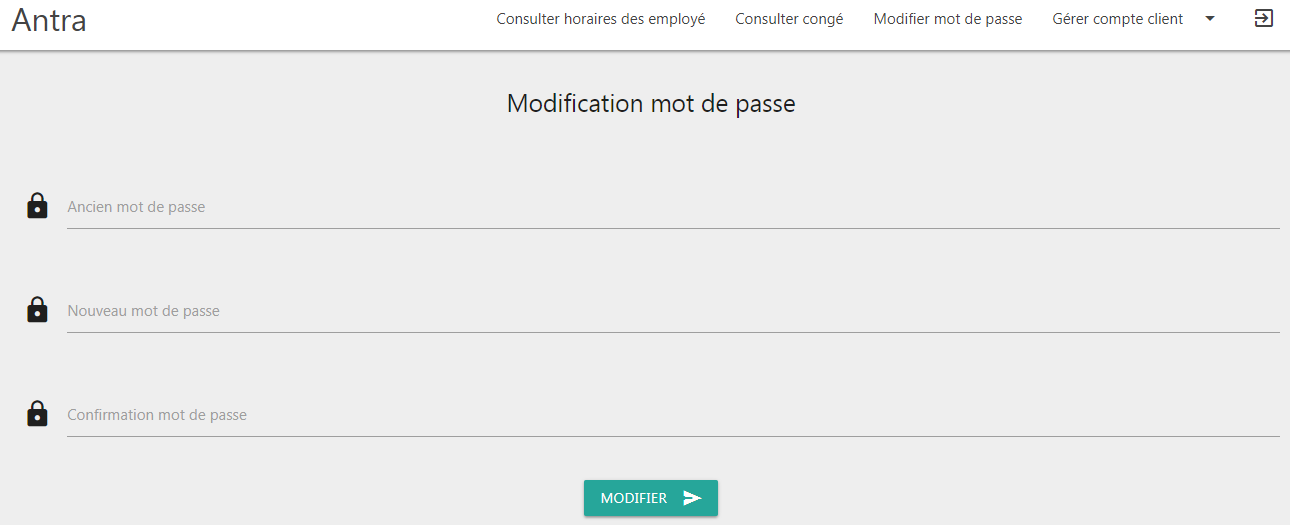 Antra
Consulter horaires des employé Consulter congé Modifier mot de passe Gérer compte client
Modification mot de passe
Ancien mot de passe
Nouveau mot de passe
Confirmation mot de passe
MODIFIER